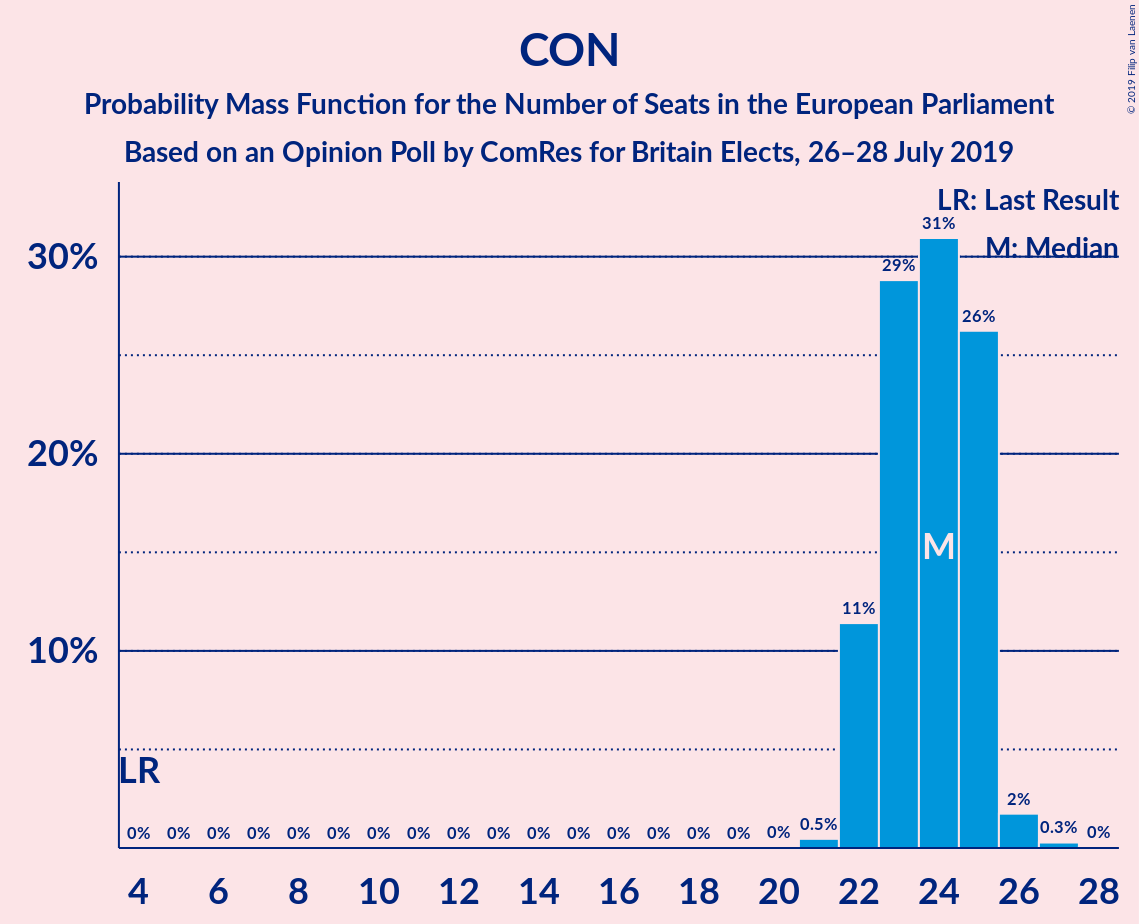 CON
Probability Mass Function for the Number of Seats in the European Parliament
Based on an Opinion Poll by ComRes for Britain Elects, 26–28 July 2019
© 2019 Filip van Laenen
LR: Last Result
M: Median
30%
20%
10%
31%
29%
26%
M
11%
LR
0% 0% 0% 0% 0% 0% 0% 0% 0% 0% 0% 0% 0% 0% 0% 0% 0% 0.5% 2% 0.3% 0%
4 6 8 10 12 14 16 18 20 22 24 26 28